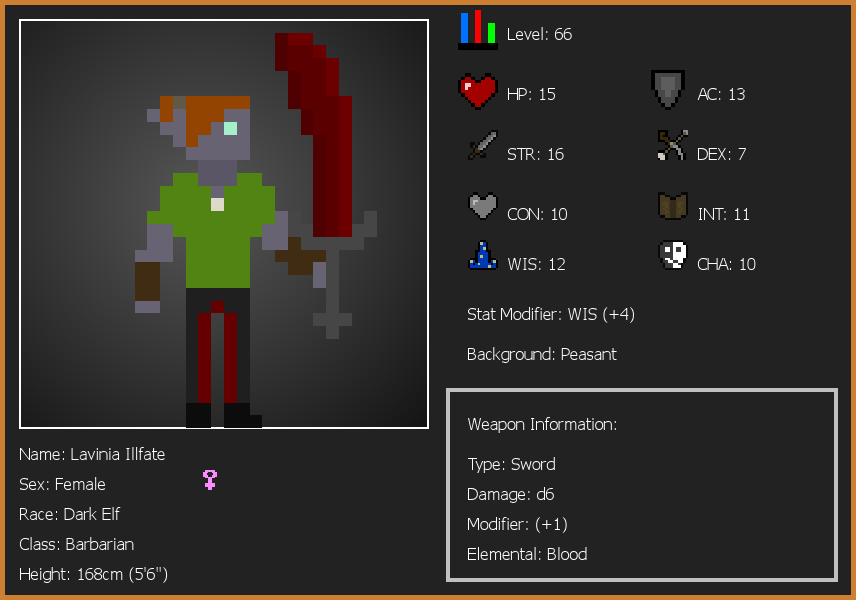 Level: 66
HP: 15
AC: 13
STR: 16
DEX: 7
CON: 10
INT: 11
WIS: 12
CHA: 10
Stat Modifier: WIS (+4)
Background: Peasant
Weapon Information:
Type: Sword
Damage: d6
Modifier: (+1)
Elemental: Blood
Name: Lavinia Illfate
Sex: Female
Race: Dark Elf
Class: Barbarian
Height: 168cm (5'6")